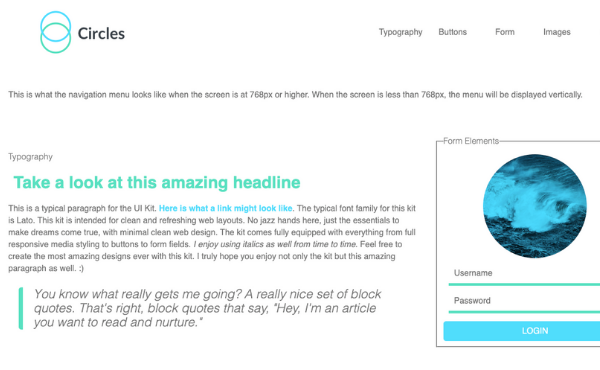 Circles
Typography Buttons Form Images
This is what the navigation menu looks like when the screen is at 768px or higher. When the screen is less than 768px, the menu will be displayed vertically.
Typography
Take a look at this amazing headline
This is a typical paragraph for the UI Kit. Here is what a link might look like. The typical font family for this kit
is Lato. This kit is intended for clean and refreshing web layouts. No jazz hands here, just the essentials to
make dreams come true, with minimal clean web design. The kit comes fully equipped with everything from full
responsive media styling to buttons to form fields. I enjoy using italics as well from time to time. Feel free to
create the most amazing designs ever with this kit. I truly hope you enjoy not only the kit but this amazing
paragraph as well. :)
You know what really gets me going? A really nice set of block
quotes. That's right, block quotes that say, "Hey, I'm an article
you want to read and nurture."
Form Elements
Username
Password
LOGIN